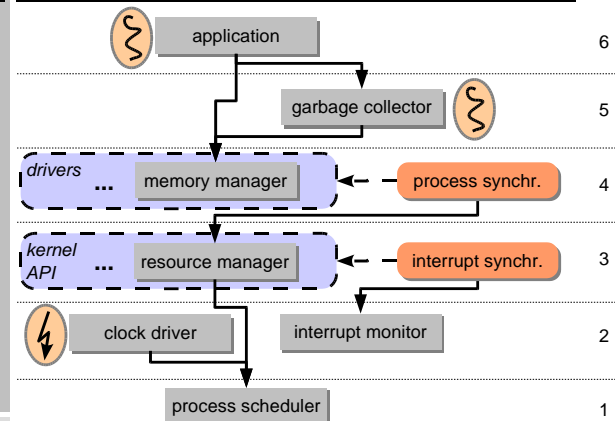 application
6
garbage collector
5
drivers
... memory manager
process synchr.
4
kernel
API
... resource manager
interrupt synchr.
3
clock driver
interrupt monitor
2
process scheduler
1